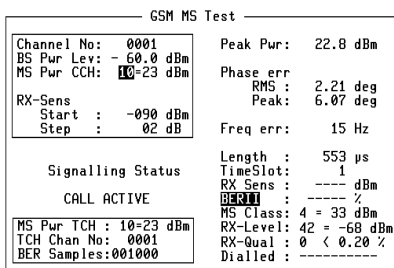 GSM MS Test
Channel No: 0001
BS Pwr Lev: - 60.0 dBm
MS Pwr CCH: 10=23 dBm
RX-Sens
Start : -090 dBm
Step : 02 dB
Signalling Status
CALL ACTIVE
MS Pwr TCH : 10=23 dBm
TCH Chan No: 0001
BER Samples:001000
Peak Pwr: 22.8 dBm
Phase err
RMS : 2.21 deg
Peak: 6.07 deg
Freq err: 15 Hz
Length : 553 µs
TimeSlot: 1
RX Sens : ---- dBm
BERII : ----- %
MS Class: 4 = 33 dBm
RX-Level: 42 = -68 dBm
RX-Qual : 0 < 0.20 %
Dialled : ----------